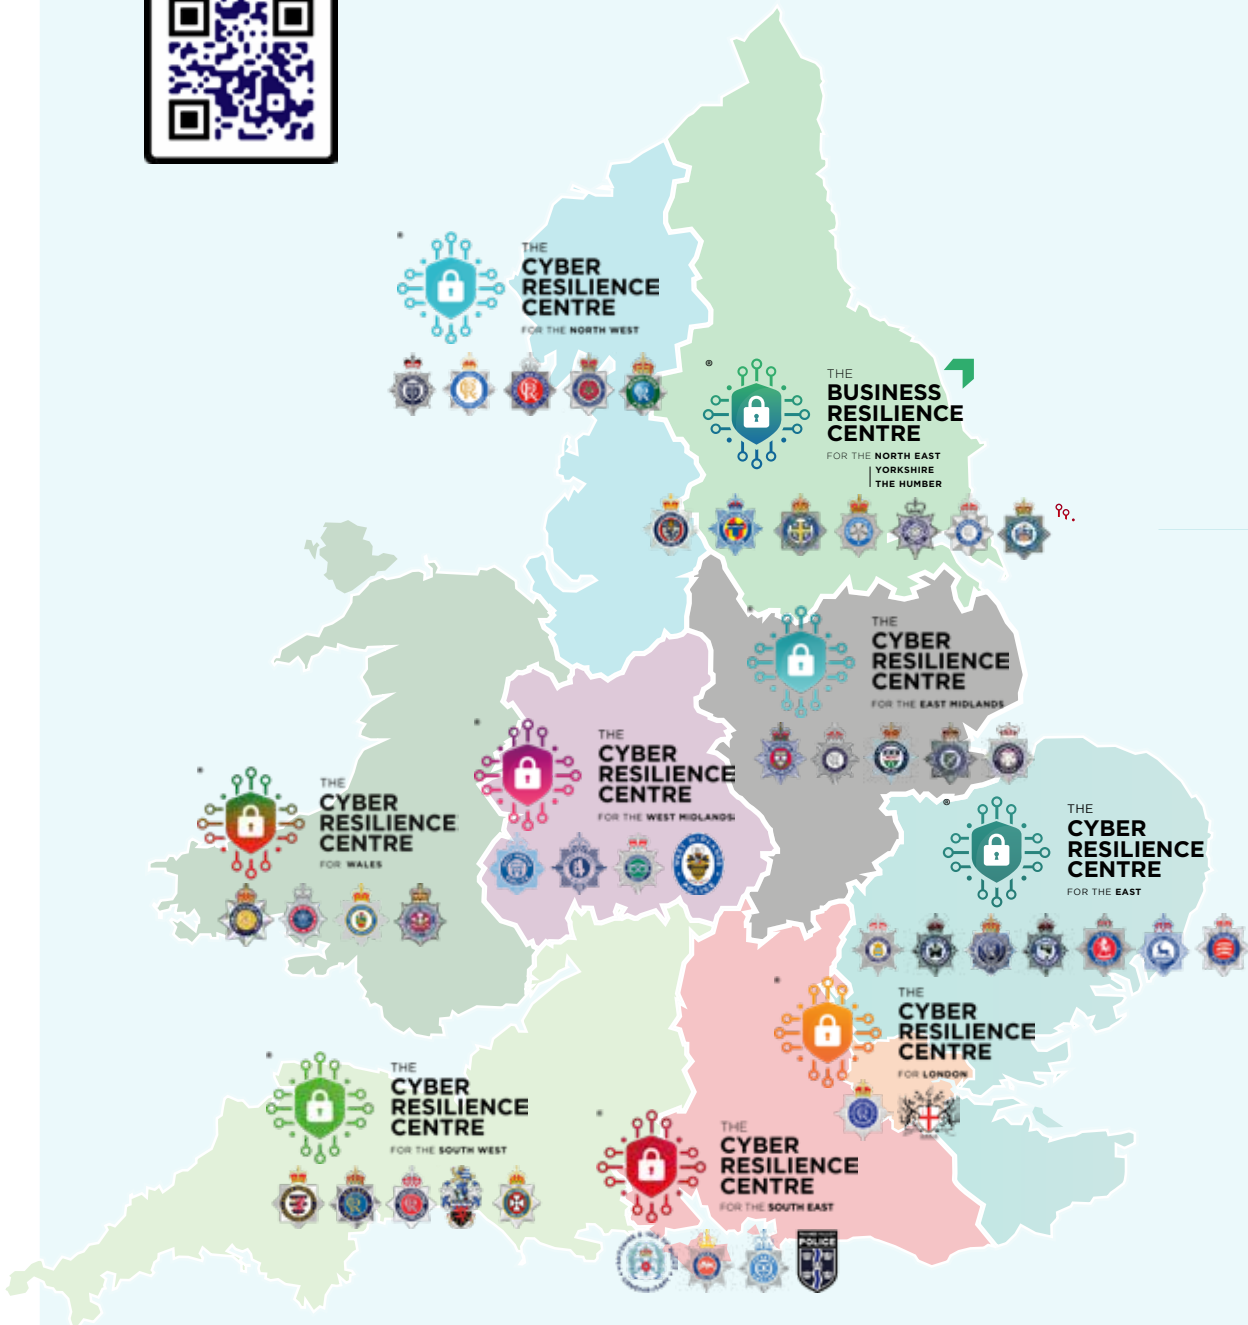 THE
CYBER
RESILIENCE
CENTRE
FOR THE NORTH WEST
THE
BUSINESS
RESILIENCE
CENTRE
FOR THE NORTH EAST
YORKSHIRE
THE HUMBER
THE
CYBER
RESILIENCE
CENTRE
FOR THE EAST MIDLANDS
THE
CYBER
RESILIENCE
CENTRE
FOR THE WEST MIDLANDS
THE
CYBER
RESILIENCE
CENTRE
FOR WALES
THE
CYBER
RESILIENCE
CENTRE
FOR THE EAST
THE
CYBER
RESILIENCE
CENTRE
FOR LONDON
THE
CYBER
RESILIENCE
CENTRE
FOR THE SOUTH WEST
THE
CYBER
RESILIENCE
CENTRE
FOR THE SOUTH EAST
POLICE